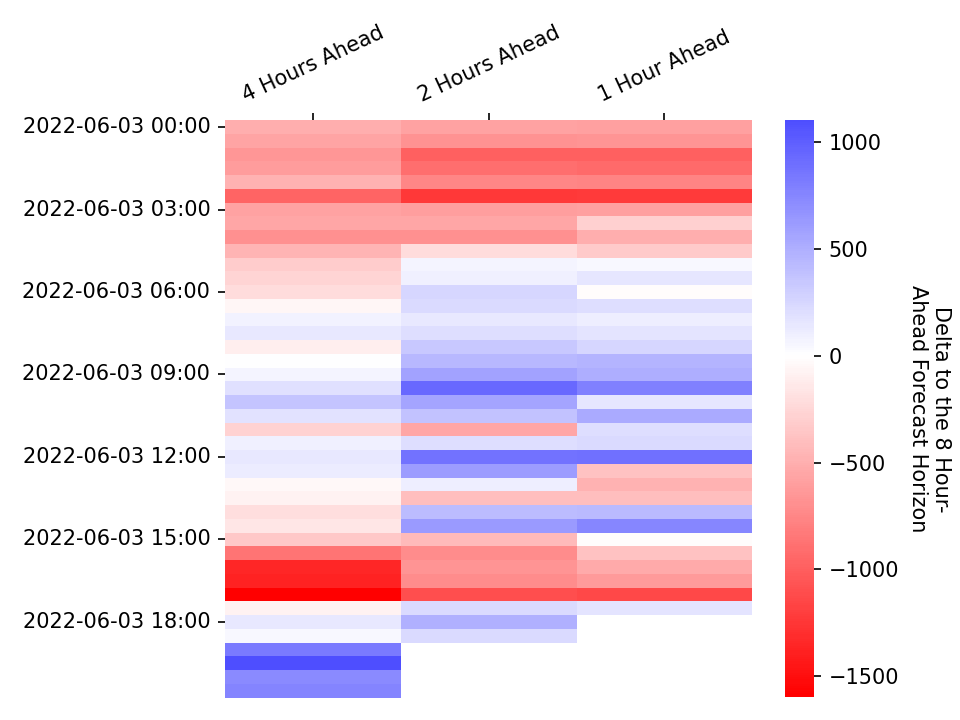 4 Hours Ahead
2 Hours Ahead
1 Hour Ahead
2022-06-03 00:00
2022-06-03 03:00
2022-06-03 06:00
2022-06-03 09:00
2022-06-03 12:00
2022-06-03 15:00
2022-06-03 18:00
1000
500
0
−500
−1000
−1500
Delta to the 8 Hour-
Ahead Forecast Horizon